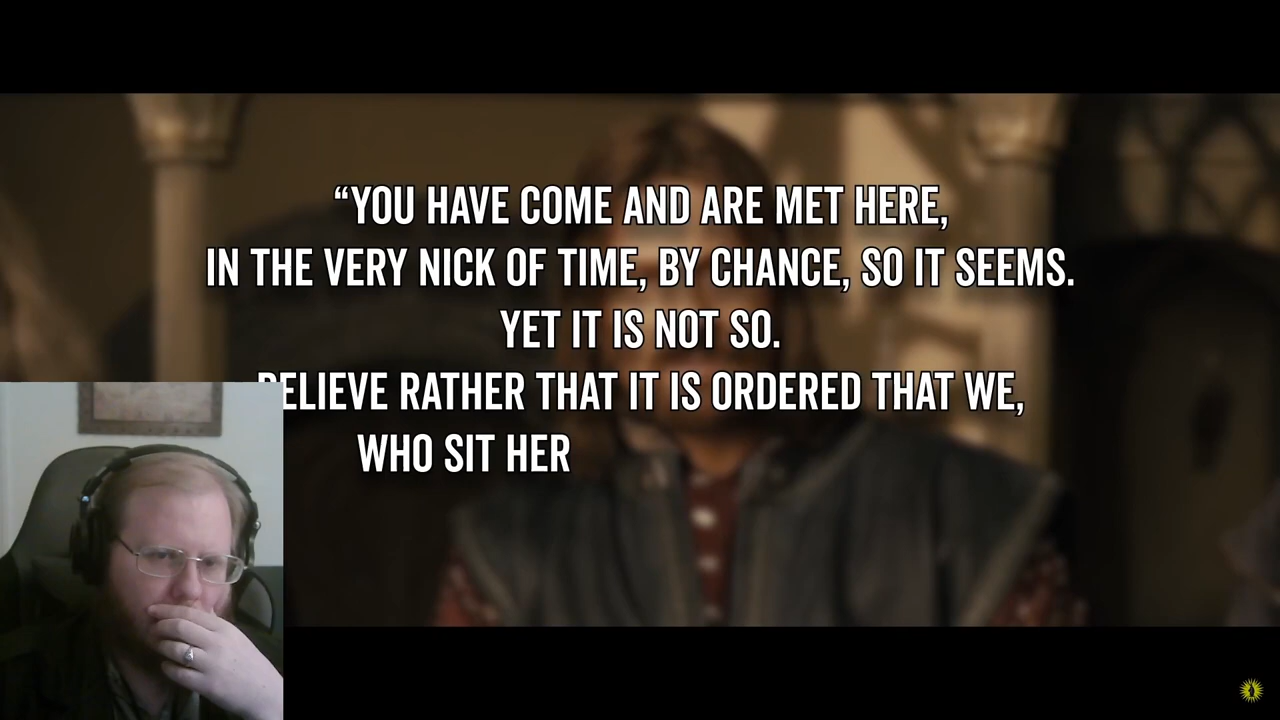 “YOU HAVE COME AND ARE MET HERE,
IN THE VERY NICK OF TIME, BY CHANCE, SO IT SEEMS.
YET IT IS NOT SO.
BELIEVE RATHER THAT IT IS ORDERED THAT WE,
WHO SIT HER